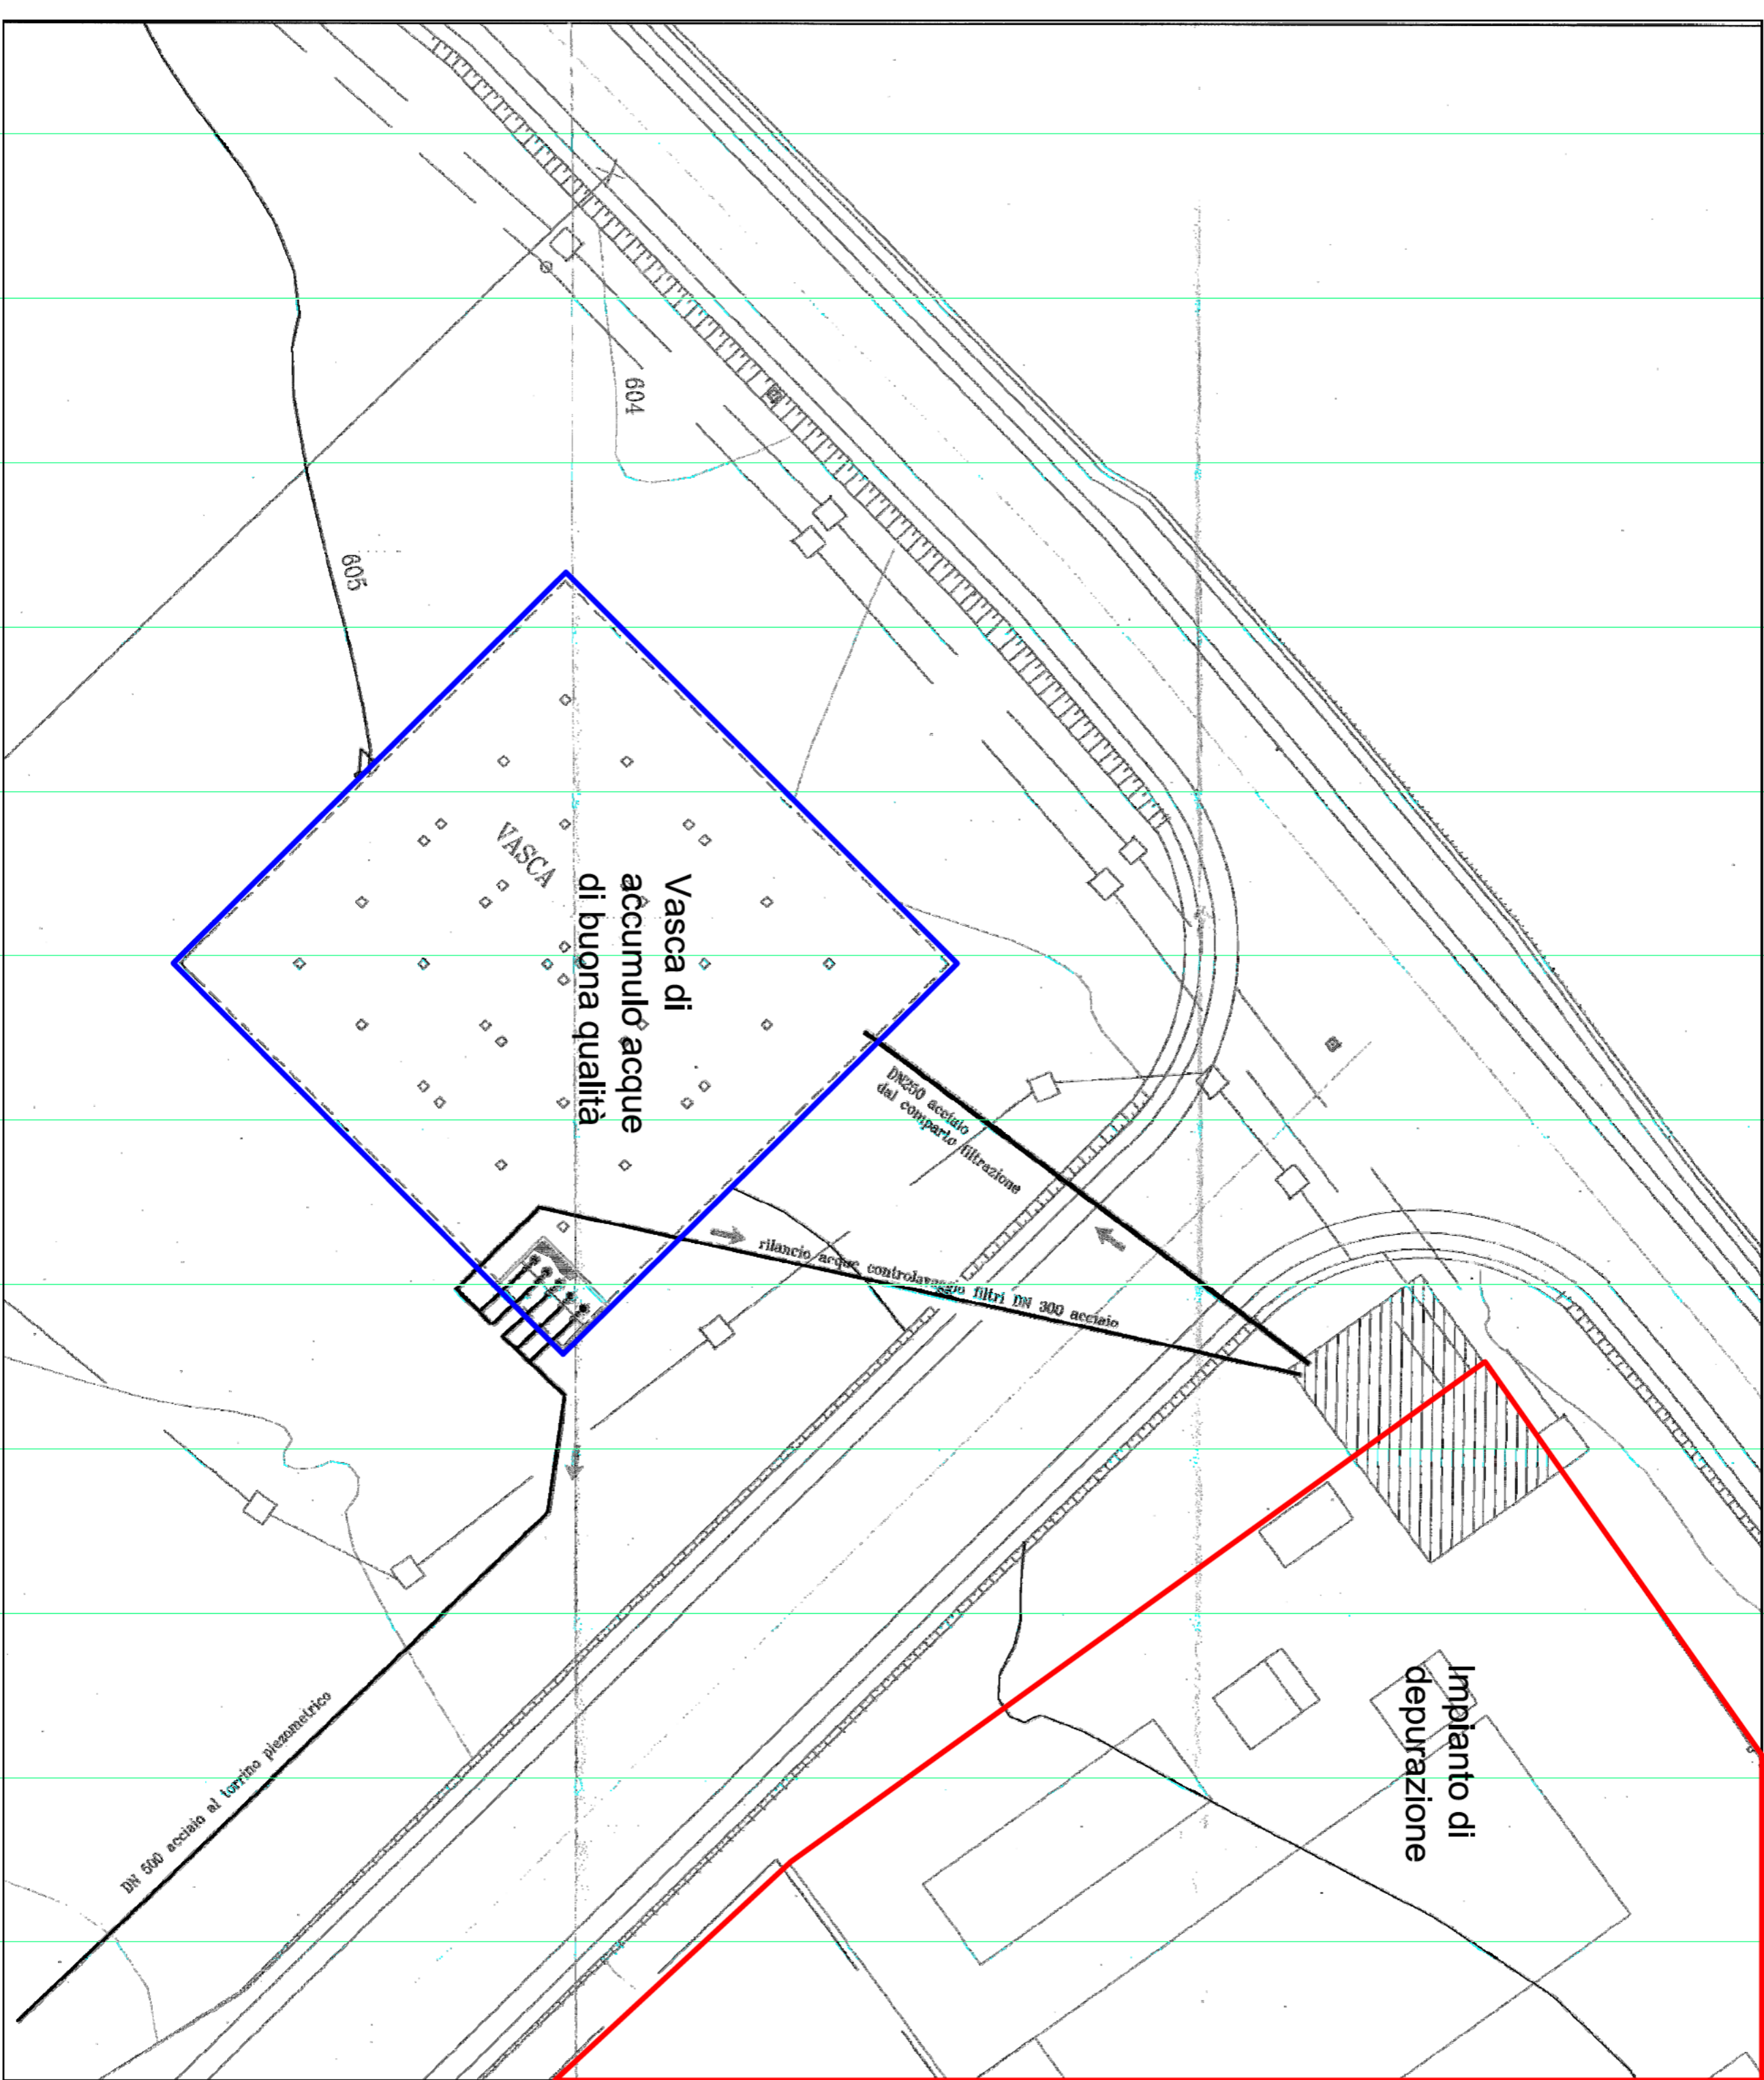 604
605
VASCA
Vasca di
accumulo acque
di buona qualità
DN250 acciaio
dal comparto filtrazione
rilancio acque controlavaggio filtri DN 300 acciaio
Impianto di
depurazione
DN 500 acciaio al torrino piezometrico